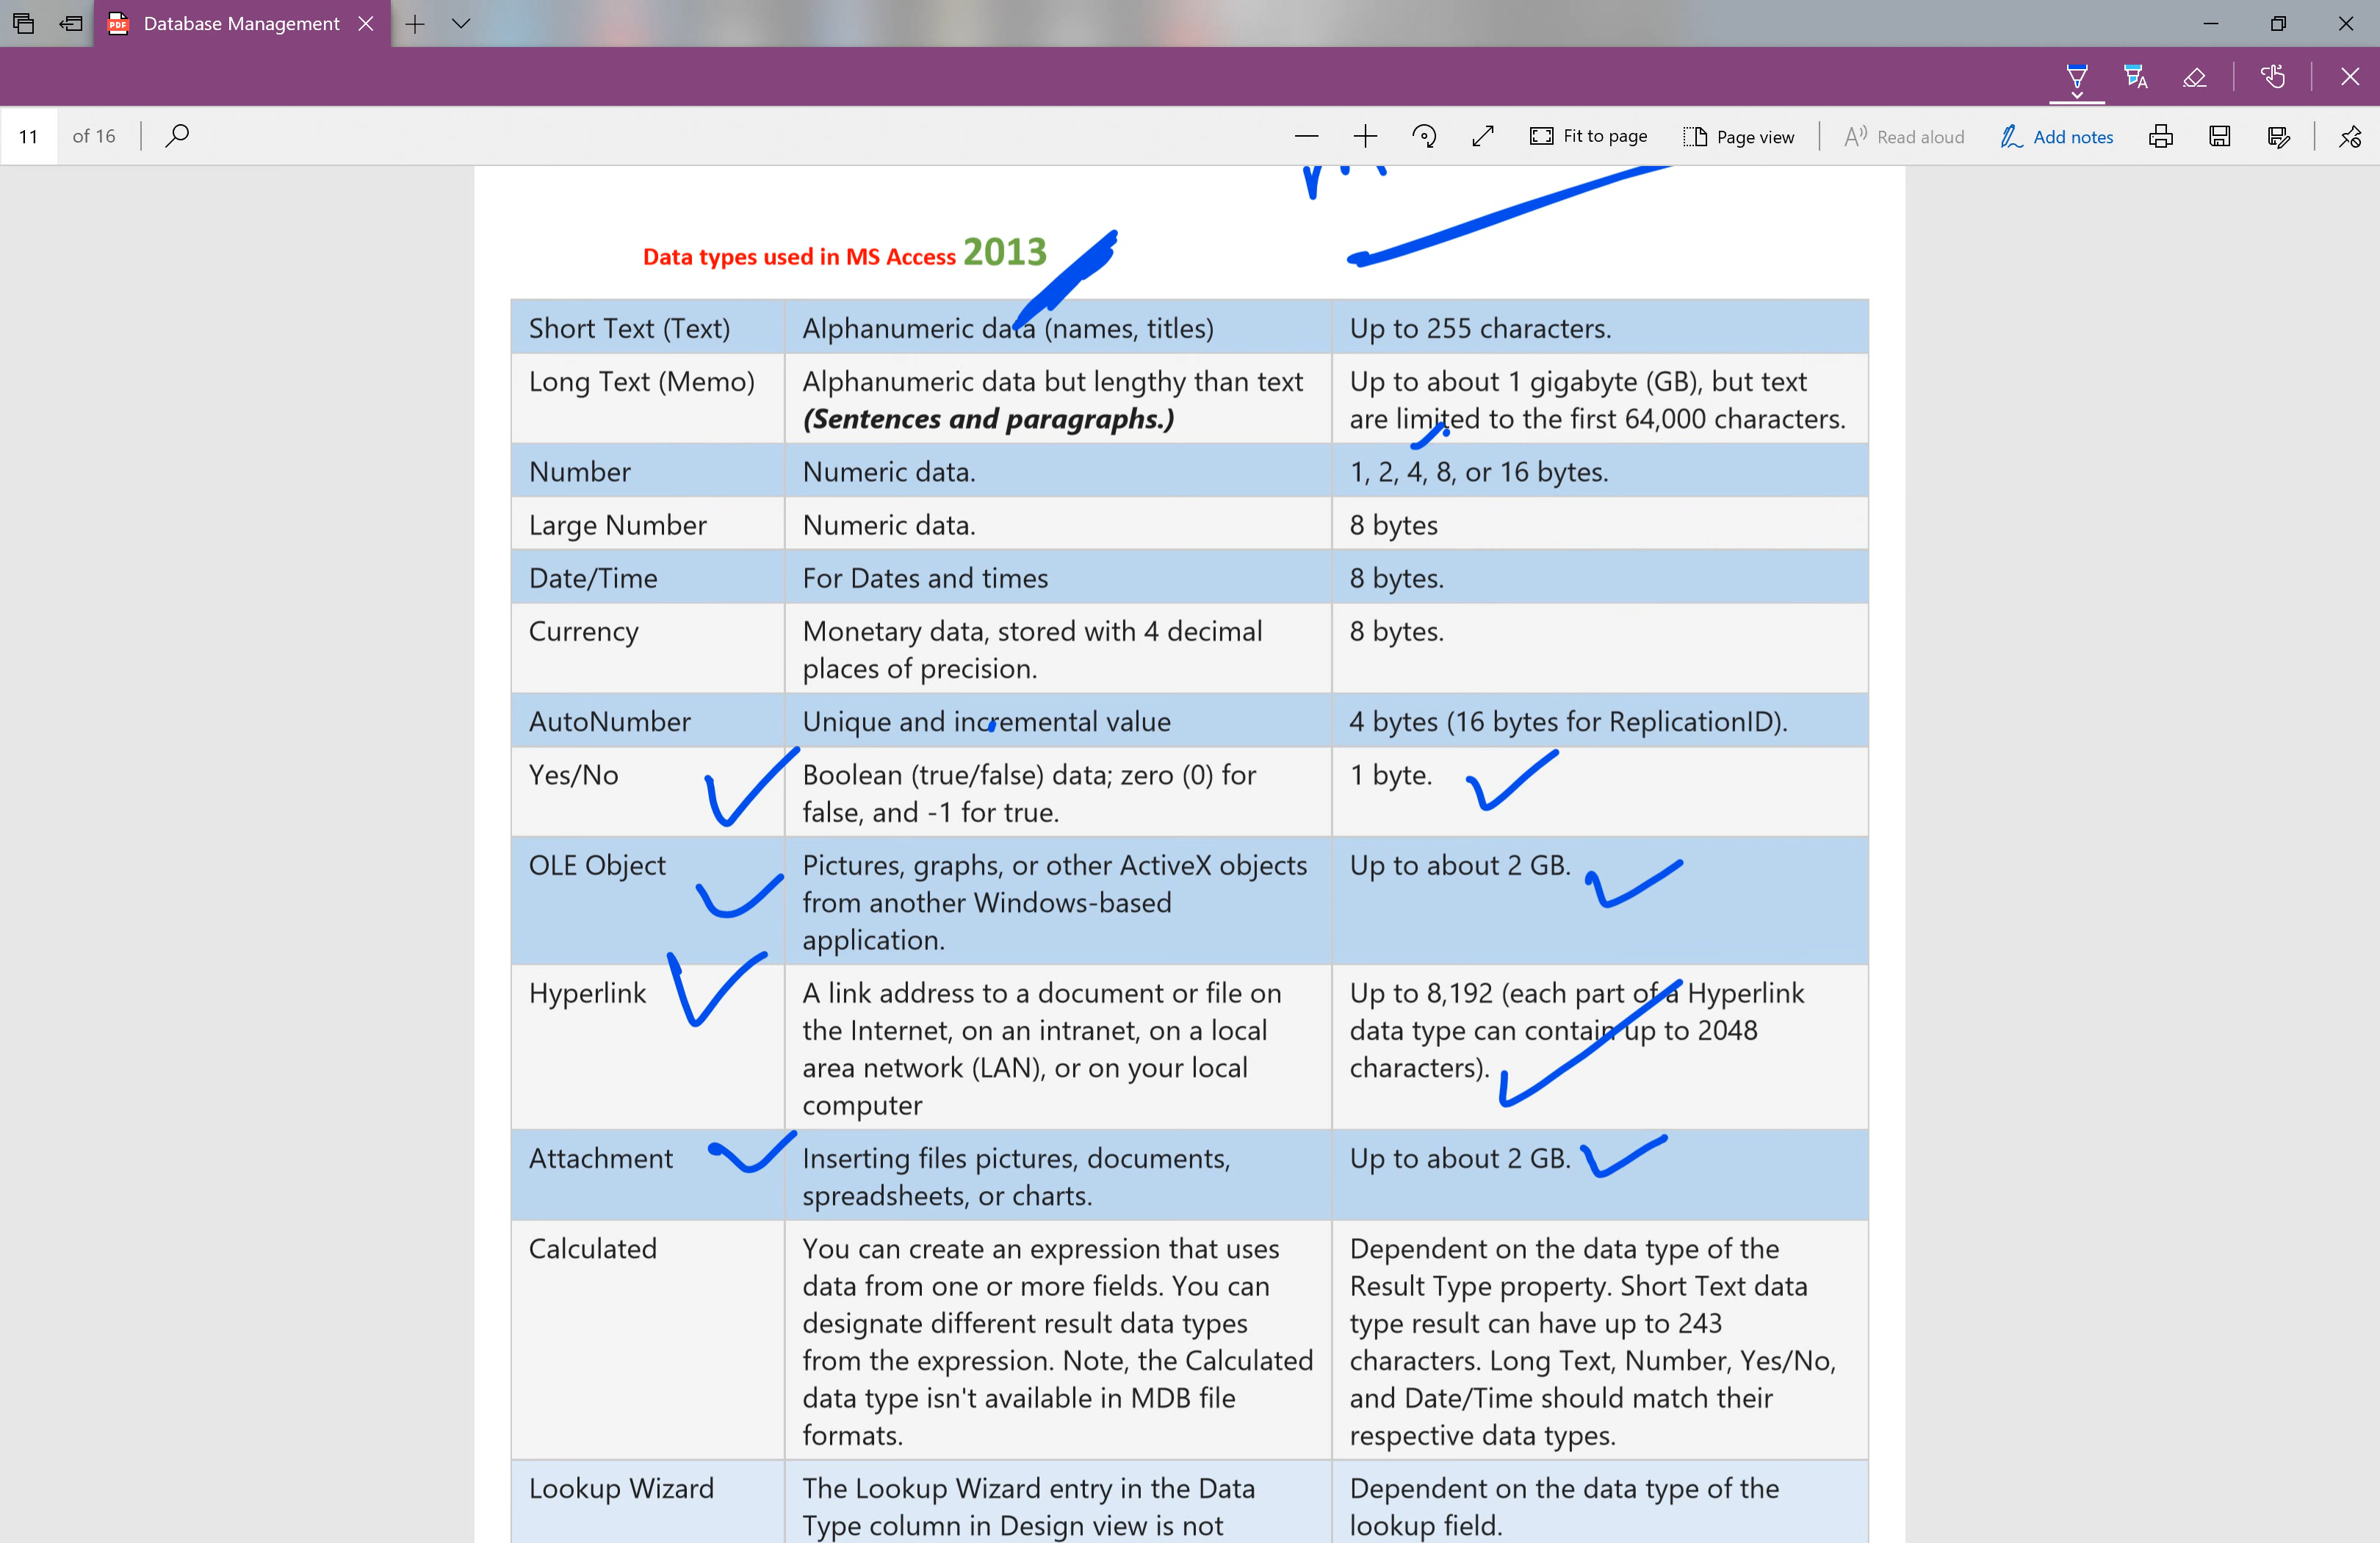 Database Management
11 of 16
Fit to page
Page view
Read aloud
Add notes
Data types used in MS Access 2013
Short Text (Text)
Alphanumeric data (names, titles)
Up to 255 characters.
Long Text (Memo)
Alphanumeric data but lengthy than text
(Sentences and paragraphs.)
Up to about 1 gigabyte (GB), but text
are limited to the first 64,000 characters.
Number
Numeric data.
1, 2, 4, 8, or 16 bytes.
Large Number
Numeric data.
8 bytes
Date/Time
For Dates and times
8 bytes.
Currency
Monetary data, stored with 4 decimal
places of precision.
8 bytes.
AutoNumber
Unique and incremental value
4 bytes (16 bytes for ReplicationID).
Yes/No
Boolean (true/false) data; zero (0) for
false, and -1 for true.
1 byte.
OLE Object
Pictures, graphs, or other ActiveX objects
from another Windows-based
application.
Up to about 2 GB.
Hyperlink
A link address to a document or file on
the Internet, on an intranet, on a local
area network (LAN), or on your local
computer
Up to 8,192 (each part of a Hyperlink
data type can contain up to 2048
characters).
Attachment
Inserting files pictures, documents,
spreadsheets, or charts.
Up to about 2 GB.
Calculated
You can create an expression that uses
data from one or more fields. You can
designate different result data types
from the expression. Note, the Calculated
data type isn't available in MDB file
formats.
Dependent on the data type of the
Result Type property. Short Text data
type result can have up to 243
characters. Long Text, Number, Yes/No,
and Date/Time should match their
respective data types.
Lookup Wizard
The Lookup Wizard entry in the Data
Type column in Design view is not
Dependent on the data type of the
lookup field.